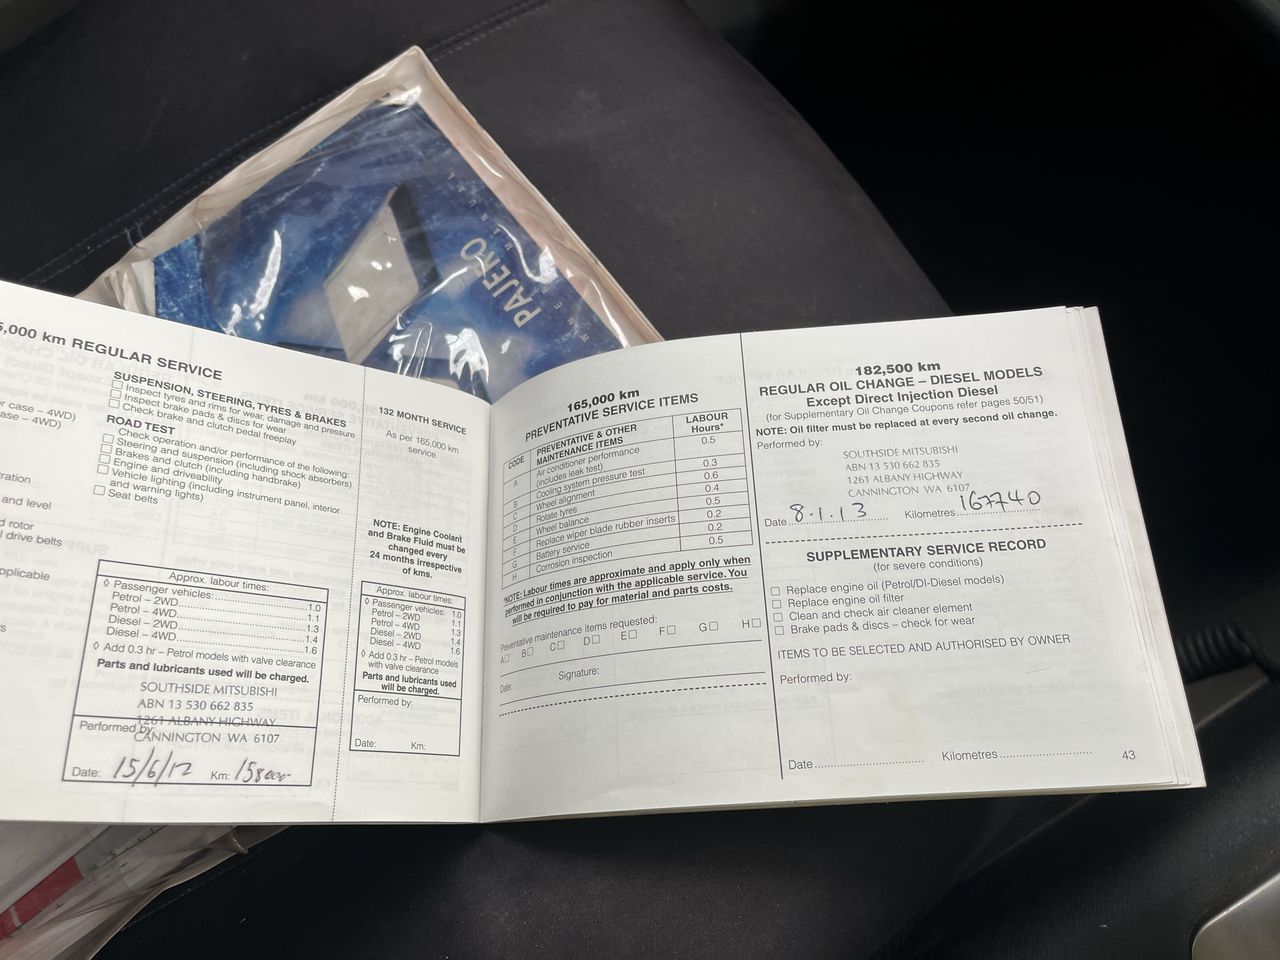 5,000 km REGULAR SERVICE
r case – 4WD)
ase – 4WD)
ration
and level
d rotor
l drive belts
pplicable
s
SUSPENSION, STEERING, TYRES & BRAKES
☐ Inspect tyres and rims for wear, damage and pressure
☐ Inspect brake pads & discs for wear
☐ Check brake and clutch pedal freeplay
ROAD TEST
Check operation and/or performance of the following:
☐ Steering and suspension (including shock absorbers)
☐ Brakes and clutch (including handbrake)
☐ Engine and driveability
☐ Vehicle lighting (including instrument panel, interior
and warning lights)
☐ Seat belts
Approx. labour times:
◊ Passenger vehicles:
Petrol – 2WD..........1.0
Petrol – 4WD..........1.1
Diesel – 2WD..........1.3
Diesel – 4WD..........1.4
1.6
◊ Add 0.3 hr – Petrol models with valve clearance
Parts and lubricants used will be charged.
SOUTHSIDE MITSUBISHI
ABN 13 530 662 835
1261 ALBANY HIGHWAY
Performed by:
CANNINGTON WA 6107
Date: 15/6/12 Km: 158000-
132 MONTH SERVICE
As per 165,000 km
service.
NOTE: Engine Coolant
and Brake Fluid must be
changed every
24 months irrespective
of kms.
Approx. labour times:
◊ Passenger vehicles: 1.0
Petrol – 2WD 1.1
Petrol – 4WD 1.3
Diesel – 2WD 1.4
Diesel – 4WD 1.6
◊ Add 0.3 hr – Petrol models
with valve clearance
Parts and lubricants used
will be charged.
Performed by:
Date: Km:
PAJERO
165,000 km
PREVENTATIVE SERVICE ITEMS
CODE PREVENTATIVE & OTHER MAINTENANCE ITEMS LABOUR Hours*
A Air conditioner performance (includes leak test) 0.5
B Cooling system pressure test 0.3
C Wheel alignment 0.6
D Rotate tyres 0.4
E Wheel balance 0.5
F Replace wiper blade rubber inserts 0.2
G Battery service 0.2
H Corrosion inspection 0.5
*NOTE: Labour times are approximate and apply only when
performed in conjunction with the applicable service. You
will be required to pay for material and parts costs.
Preventative maintenance items requested:
A☐ B☐ C☐ D☐ E☐ F☐ G☐ H☐
Date: Signature:
182,500 km
REGULAR OIL CHANGE – DIESEL MODELS
Except Direct Injection Diesel
(for Supplementary Oil Change Coupons refer pages 50/51)
NOTE: Oil filter must be replaced at every second oil change.
Performed by:
SOUTHSIDE MITSUBISHI
ABN 13 530 662 835
1261 ALBANY HIGHWAY
CANNINGTON WA 6107
Date 8.1.13 Kilometres 167740
SUPPLEMENTARY SERVICE RECORD
(for severe conditions)
☐ Replace engine oil (Petrol/DI-Diesel models)
☐ Replace engine oil filter
☐ Clean and check air cleaner element
☐ Brake pads & discs – check for wear
ITEMS TO BE SELECTED AND AUTHORISED BY OWNER
Performed by:
Date.......... Kilometres..........
43